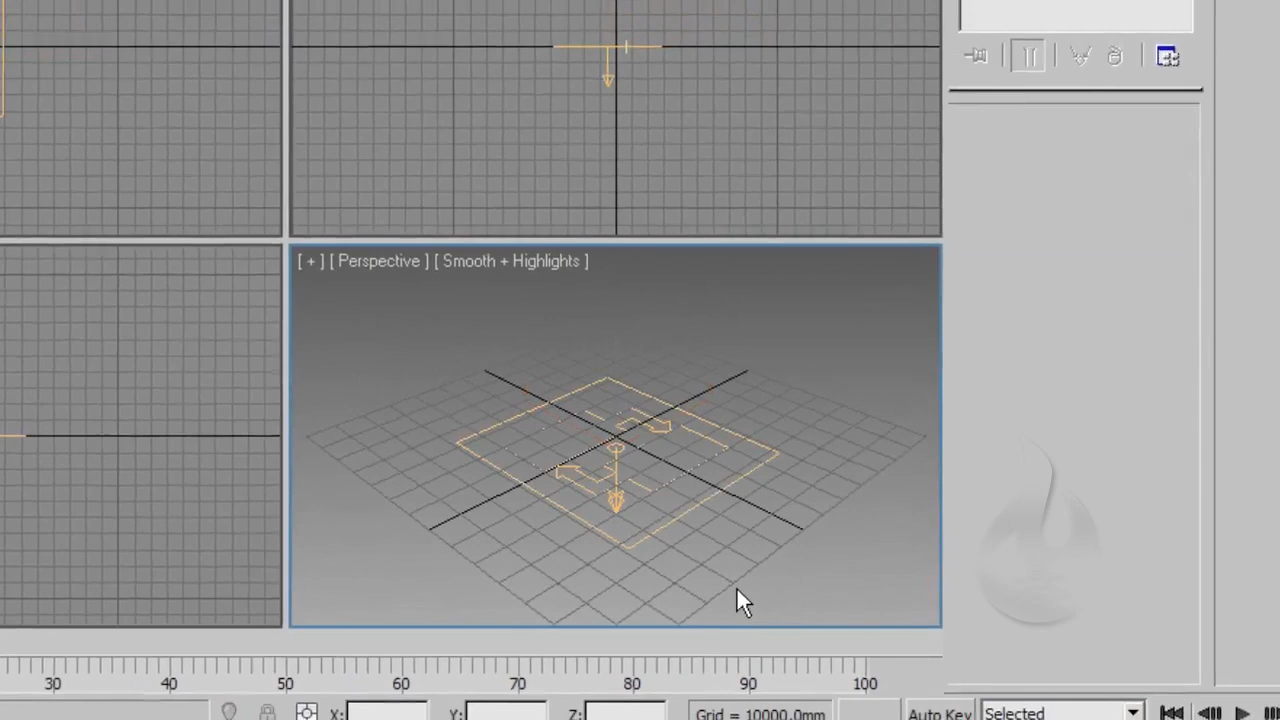 [ + ] [ Perspective ] [ Smooth + Highlights ]
30 40 50 60 70 80 90 100
X: Y: Z: Grid = 10000.0mm Auto Key Selected